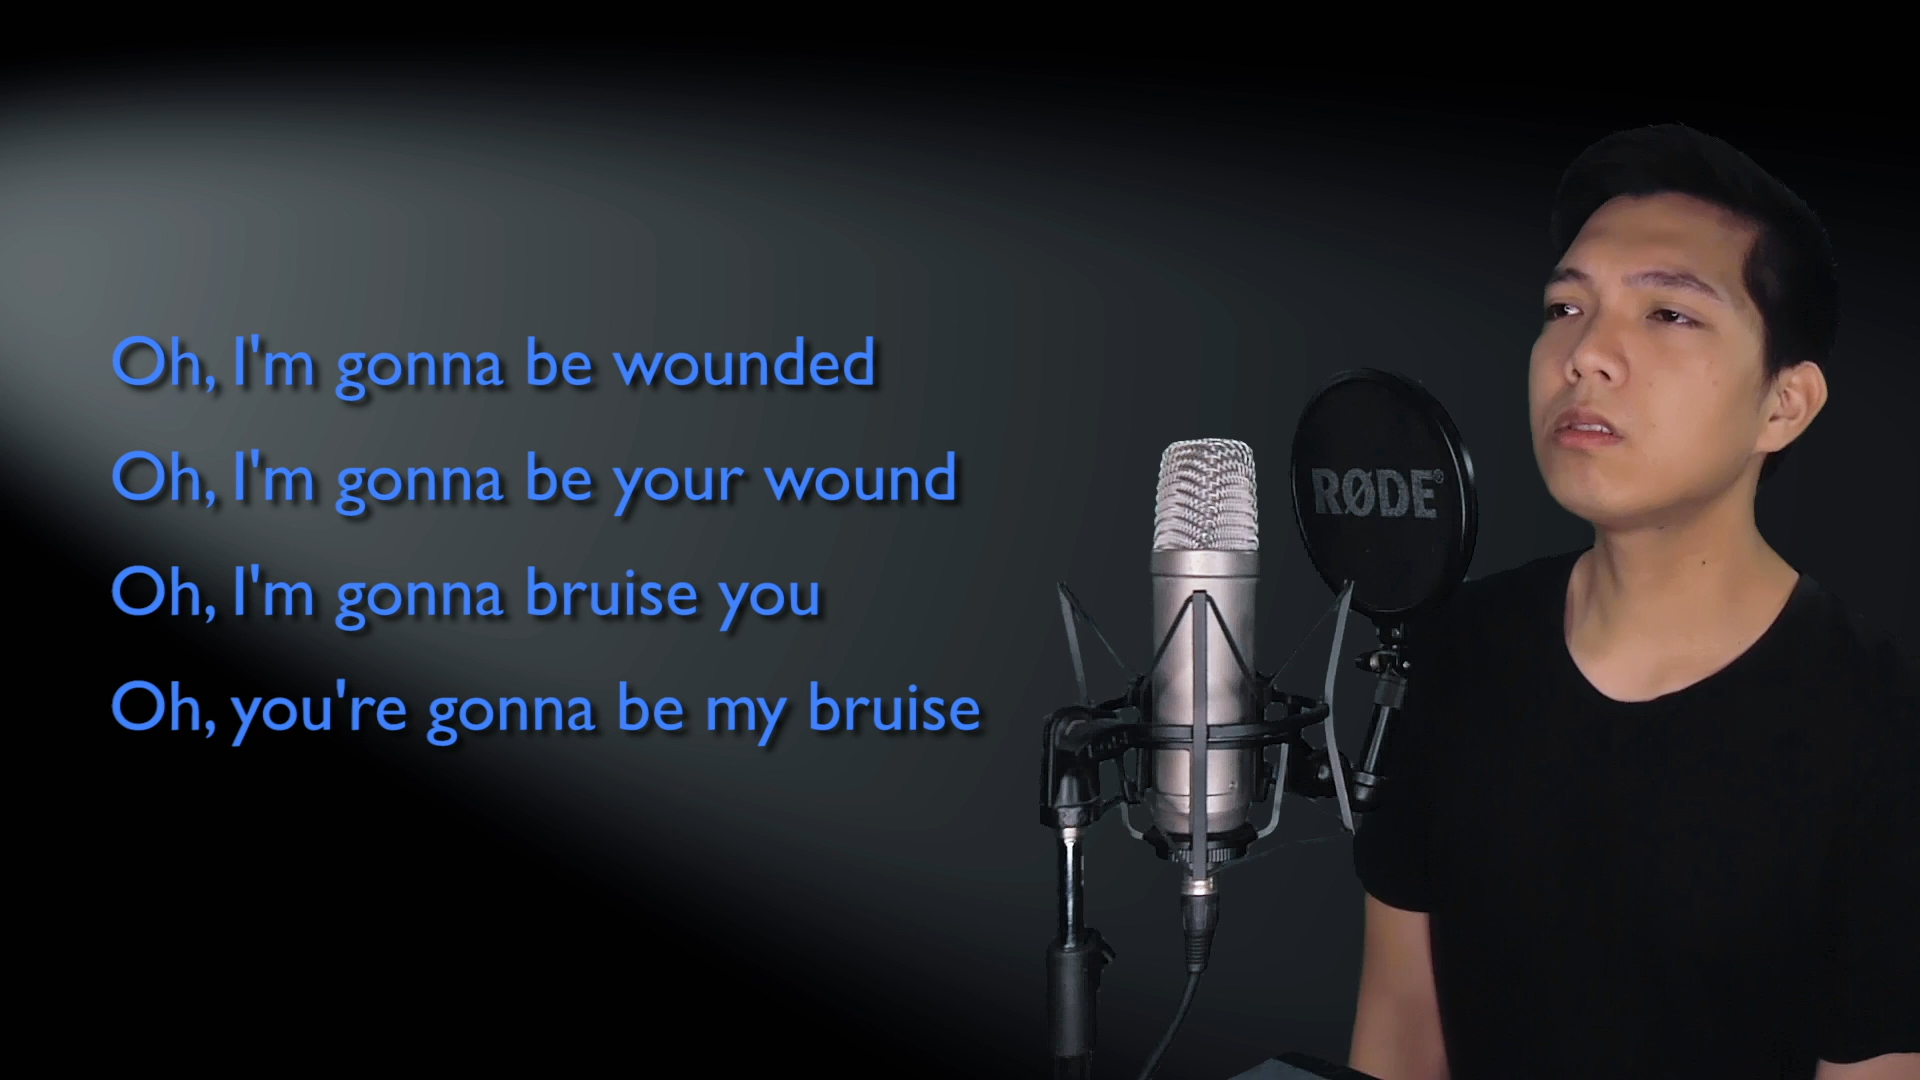 Oh, I'm gonna be wounded
Oh, I'm gonna be your wound
Oh, I'm gonna bruise you
Oh, you're gonna be my bruise
RØDE®